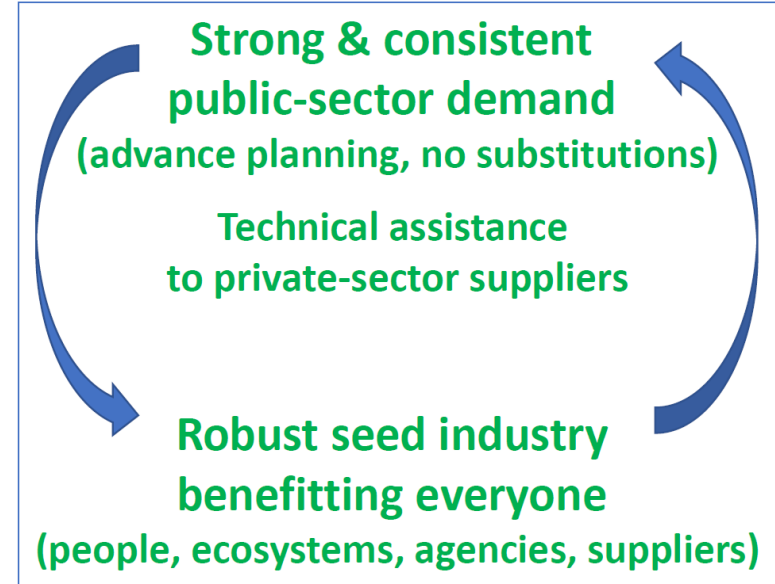 Strong & consistent
public-sector demand
(advance planning, no substitutions)
Technical assistance
to private-sector suppliers
Robust seed industry
benefitting everyone
(people, ecosystems, agencies, suppliers)